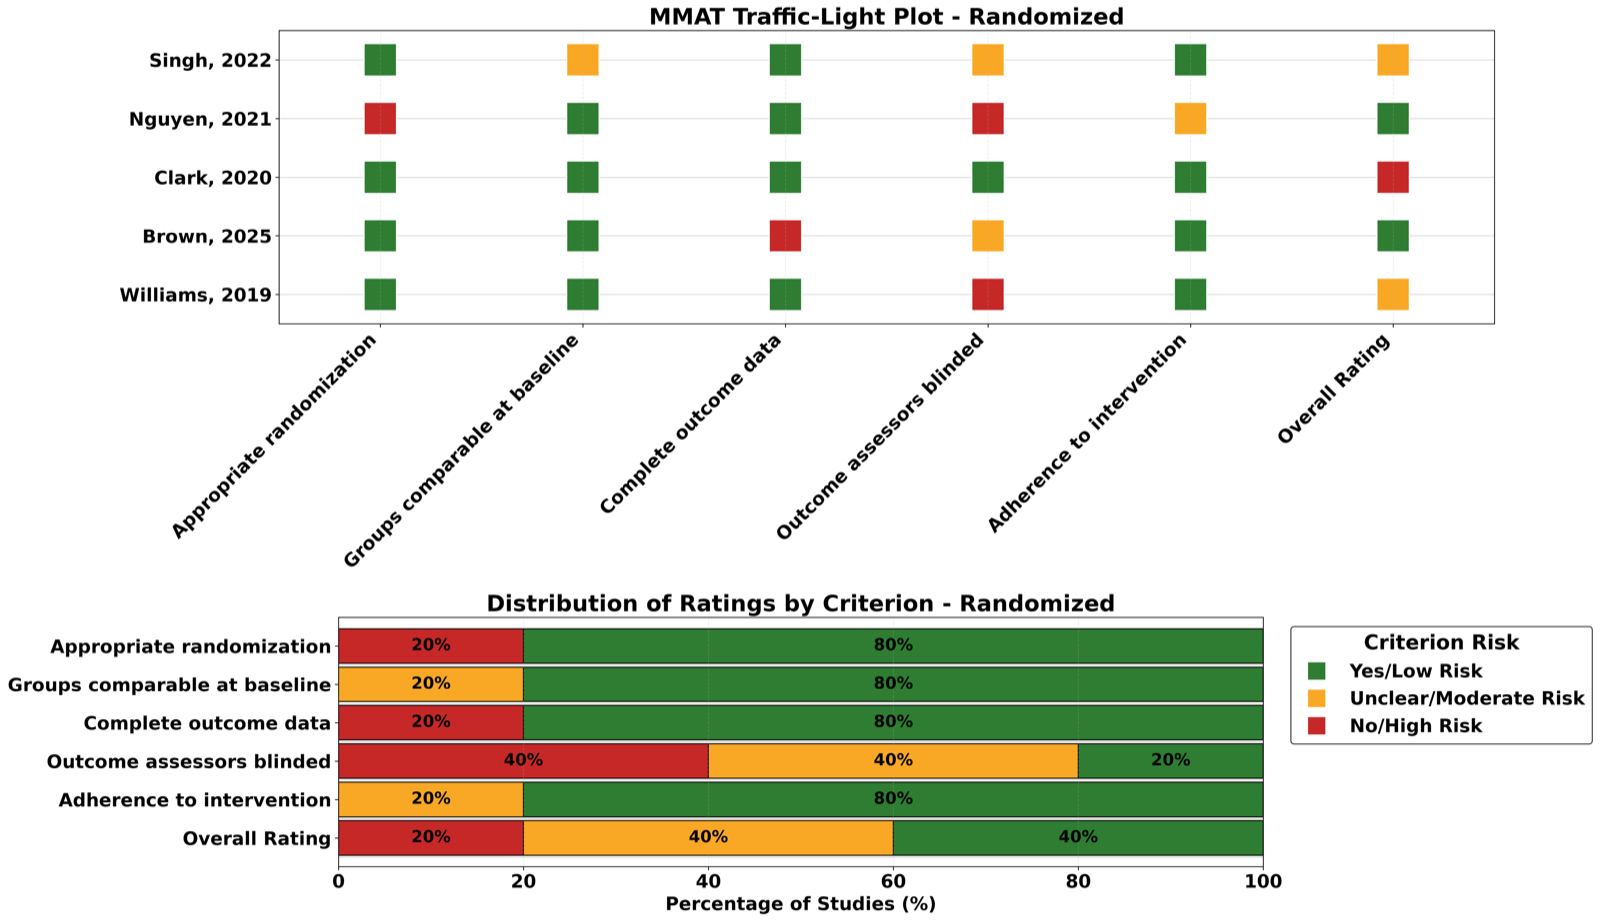 MMAT Traffic-Light Plot - Randomized
Singh, 2022
Nguyen, 2021
Clark, 2020
Brown, 2025
Williams, 2019
Appropriate randomization
Groups comparable at baseline
Complete outcome data
Outcome assessors blinded
Adherence to intervention
Overall Rating
Distribution of Ratings by Criterion - Randomized
Appropriate randomization 20% 80%
Groups comparable at baseline 20% 80%
Complete outcome data 20% 80%
Outcome assessors blinded 40% 40% 20%
Adherence to intervention 20% 80%
Overall Rating 20% 40% 40%
0 20 40 60 80 100
Percentage of Studies (%)
Criterion Risk
Yes/Low Risk
Unclear/Moderate Risk
No/High Risk